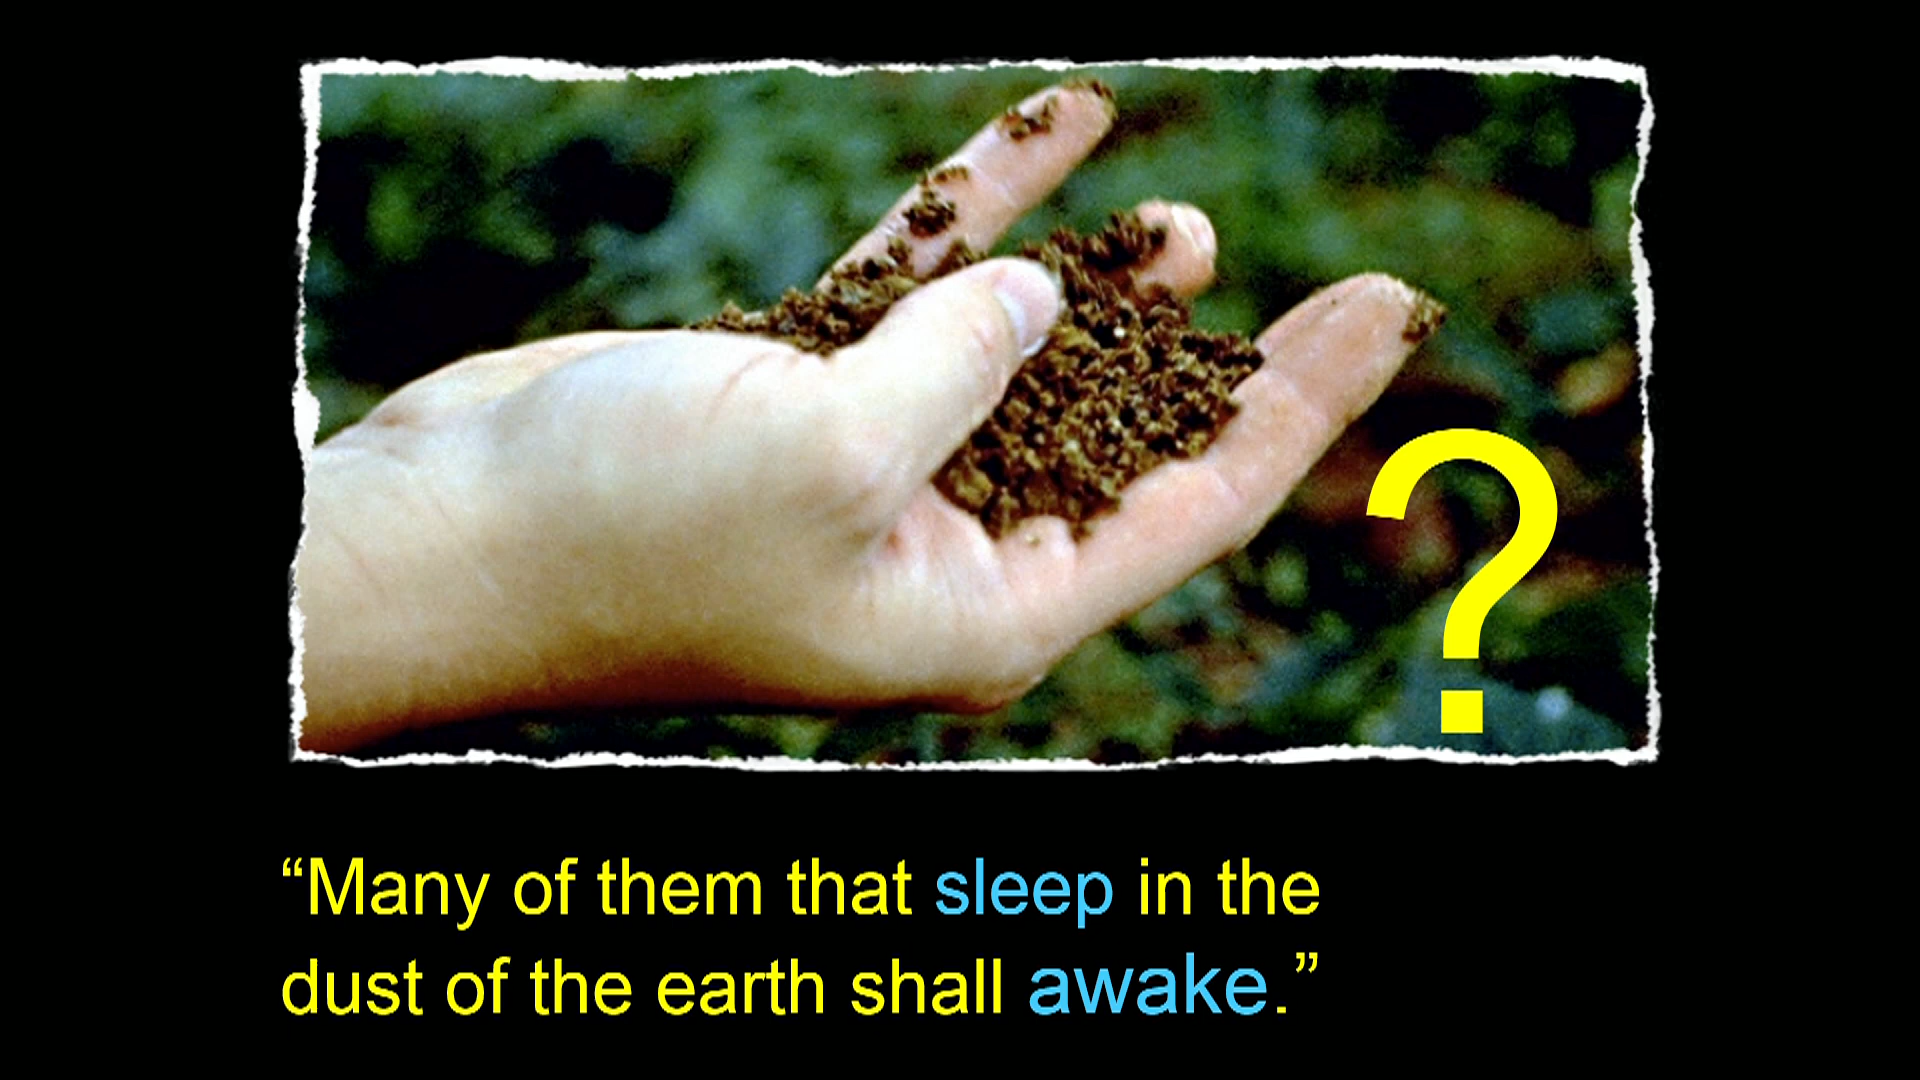 ?
“Many of them that sleep in the
dust of the earth shall awake.”